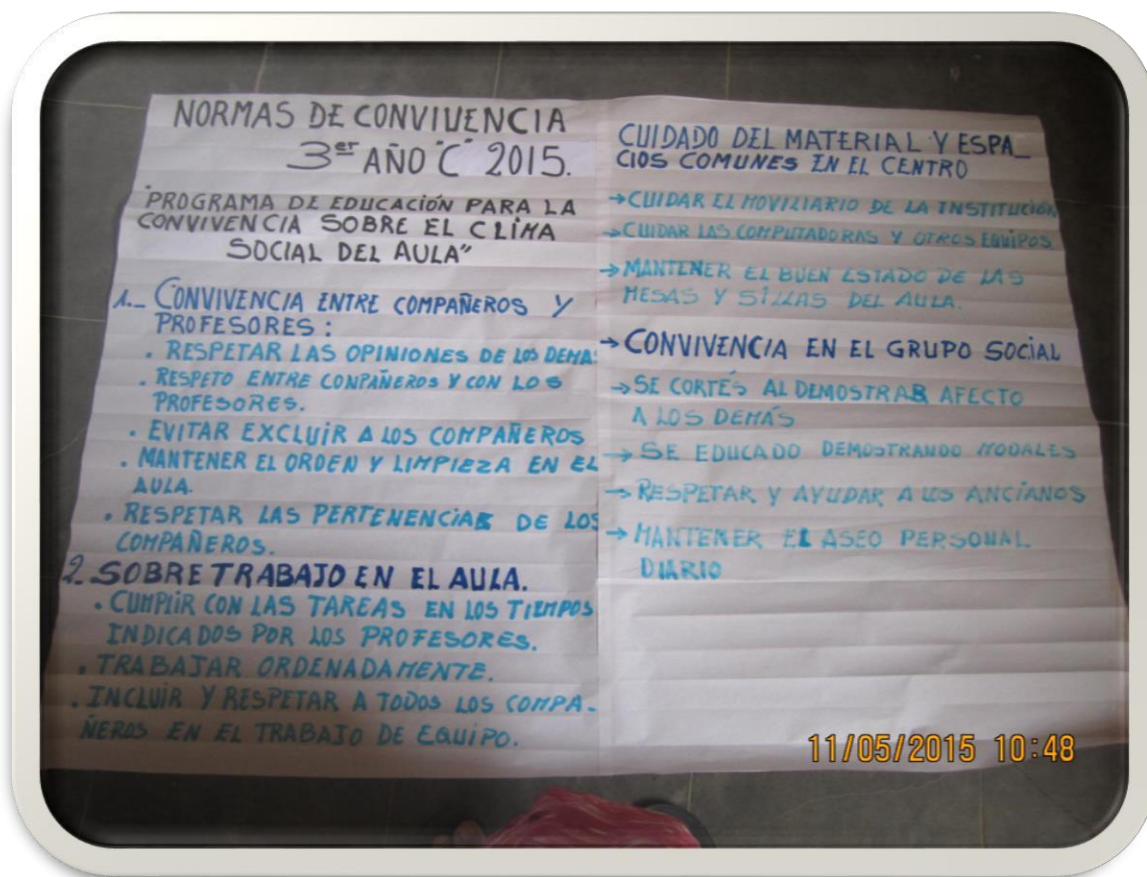 NORMAS DE CONVIVENCIA
3er AÑO "C" 2015.
"PROGRAMA DE EDUCACIÓN PARA LA
CONVIVENCIA SOBRE EL CLIMA
SOCIAL DEL AULA"
1._ CONVIVENCIA ENTRE COMPAÑEROS Y
PROFESORES :
. RESPETAR LAS OPINIONES DE LOS DEMA
. RESPETO ENTRE CONPAÑEROS Y CON LOS
PROFESORES.
. EVITAR EXCLUIR A LOS COMPAÑEROS
. MANTENER EL ORDEN Y LIMPIEZA EN EL
AULA.
. RESPETAR LAS PERTENENCIAS DE LOS
COMPAÑEROS.
2. SOBRE TRABAJO EN EL AULA.
. CUMPLIR CON LAS TAREAS EN LOS TIEMPOS
INDICADOS POR LOS PROFESORES.
. TRABAJAR ORDENADAMENTE.
. INCLUIR Y RESPETAR A TODOS LOS COMPA-
ÑEROS EN EL TRABAJO DE EQUIPO.
CUIDADO DEL MATERIAL Y ESPA_
CIOS COMUNES EN EL CENTRO
→ CUIDAR EL MOVILIARIO DE LA INSTITUCIÓN
→ CUIDAR LAS COMPUTADORAS Y OTROS EQUIPOS
→ MANTENER EL BUEN ESTADO DE LAS
MESAS Y SILLAS DEL AULA.
→ CONVIVENCIA EN EL GRUPO SOCIAL
→ SE CORTÉS AL DEMOSTRAR AFECTO
A LOS DEMÁS
→ SE EDUCADO DEMOSTRANDO MODALES
→ RESPETAR Y AYUDAR A LOS ANCIANOS
→ MANTENER EL ASEO PERSONAL
DIARIO
11/05/2015 10:48